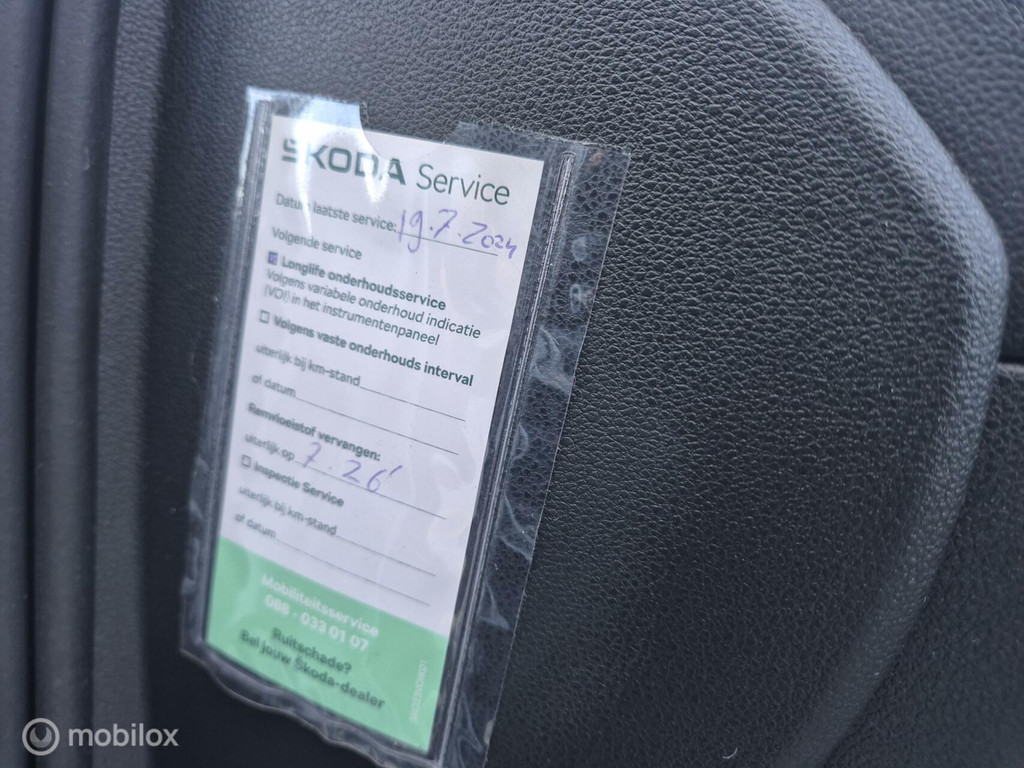 ŠKODA Service
Datum laatste service: 19.7.2024
Volgende service
Longlife onderhoudsservice
Volgens variabele onderhoud indicatie
(VOI) in het instrumentenpaneel
Volgens vaste onderhouds interval
uiterlijk bij km-stand
of datum
Remvloeistof vervangen:
uiterlijk op 7.26'
Inspectie Service
uiterlijk bij km-stand
of datum
Mobiliteitsservice
088 - 033 01 07
Ruitschade?
Bel jouw Škoda-dealer
mobilox